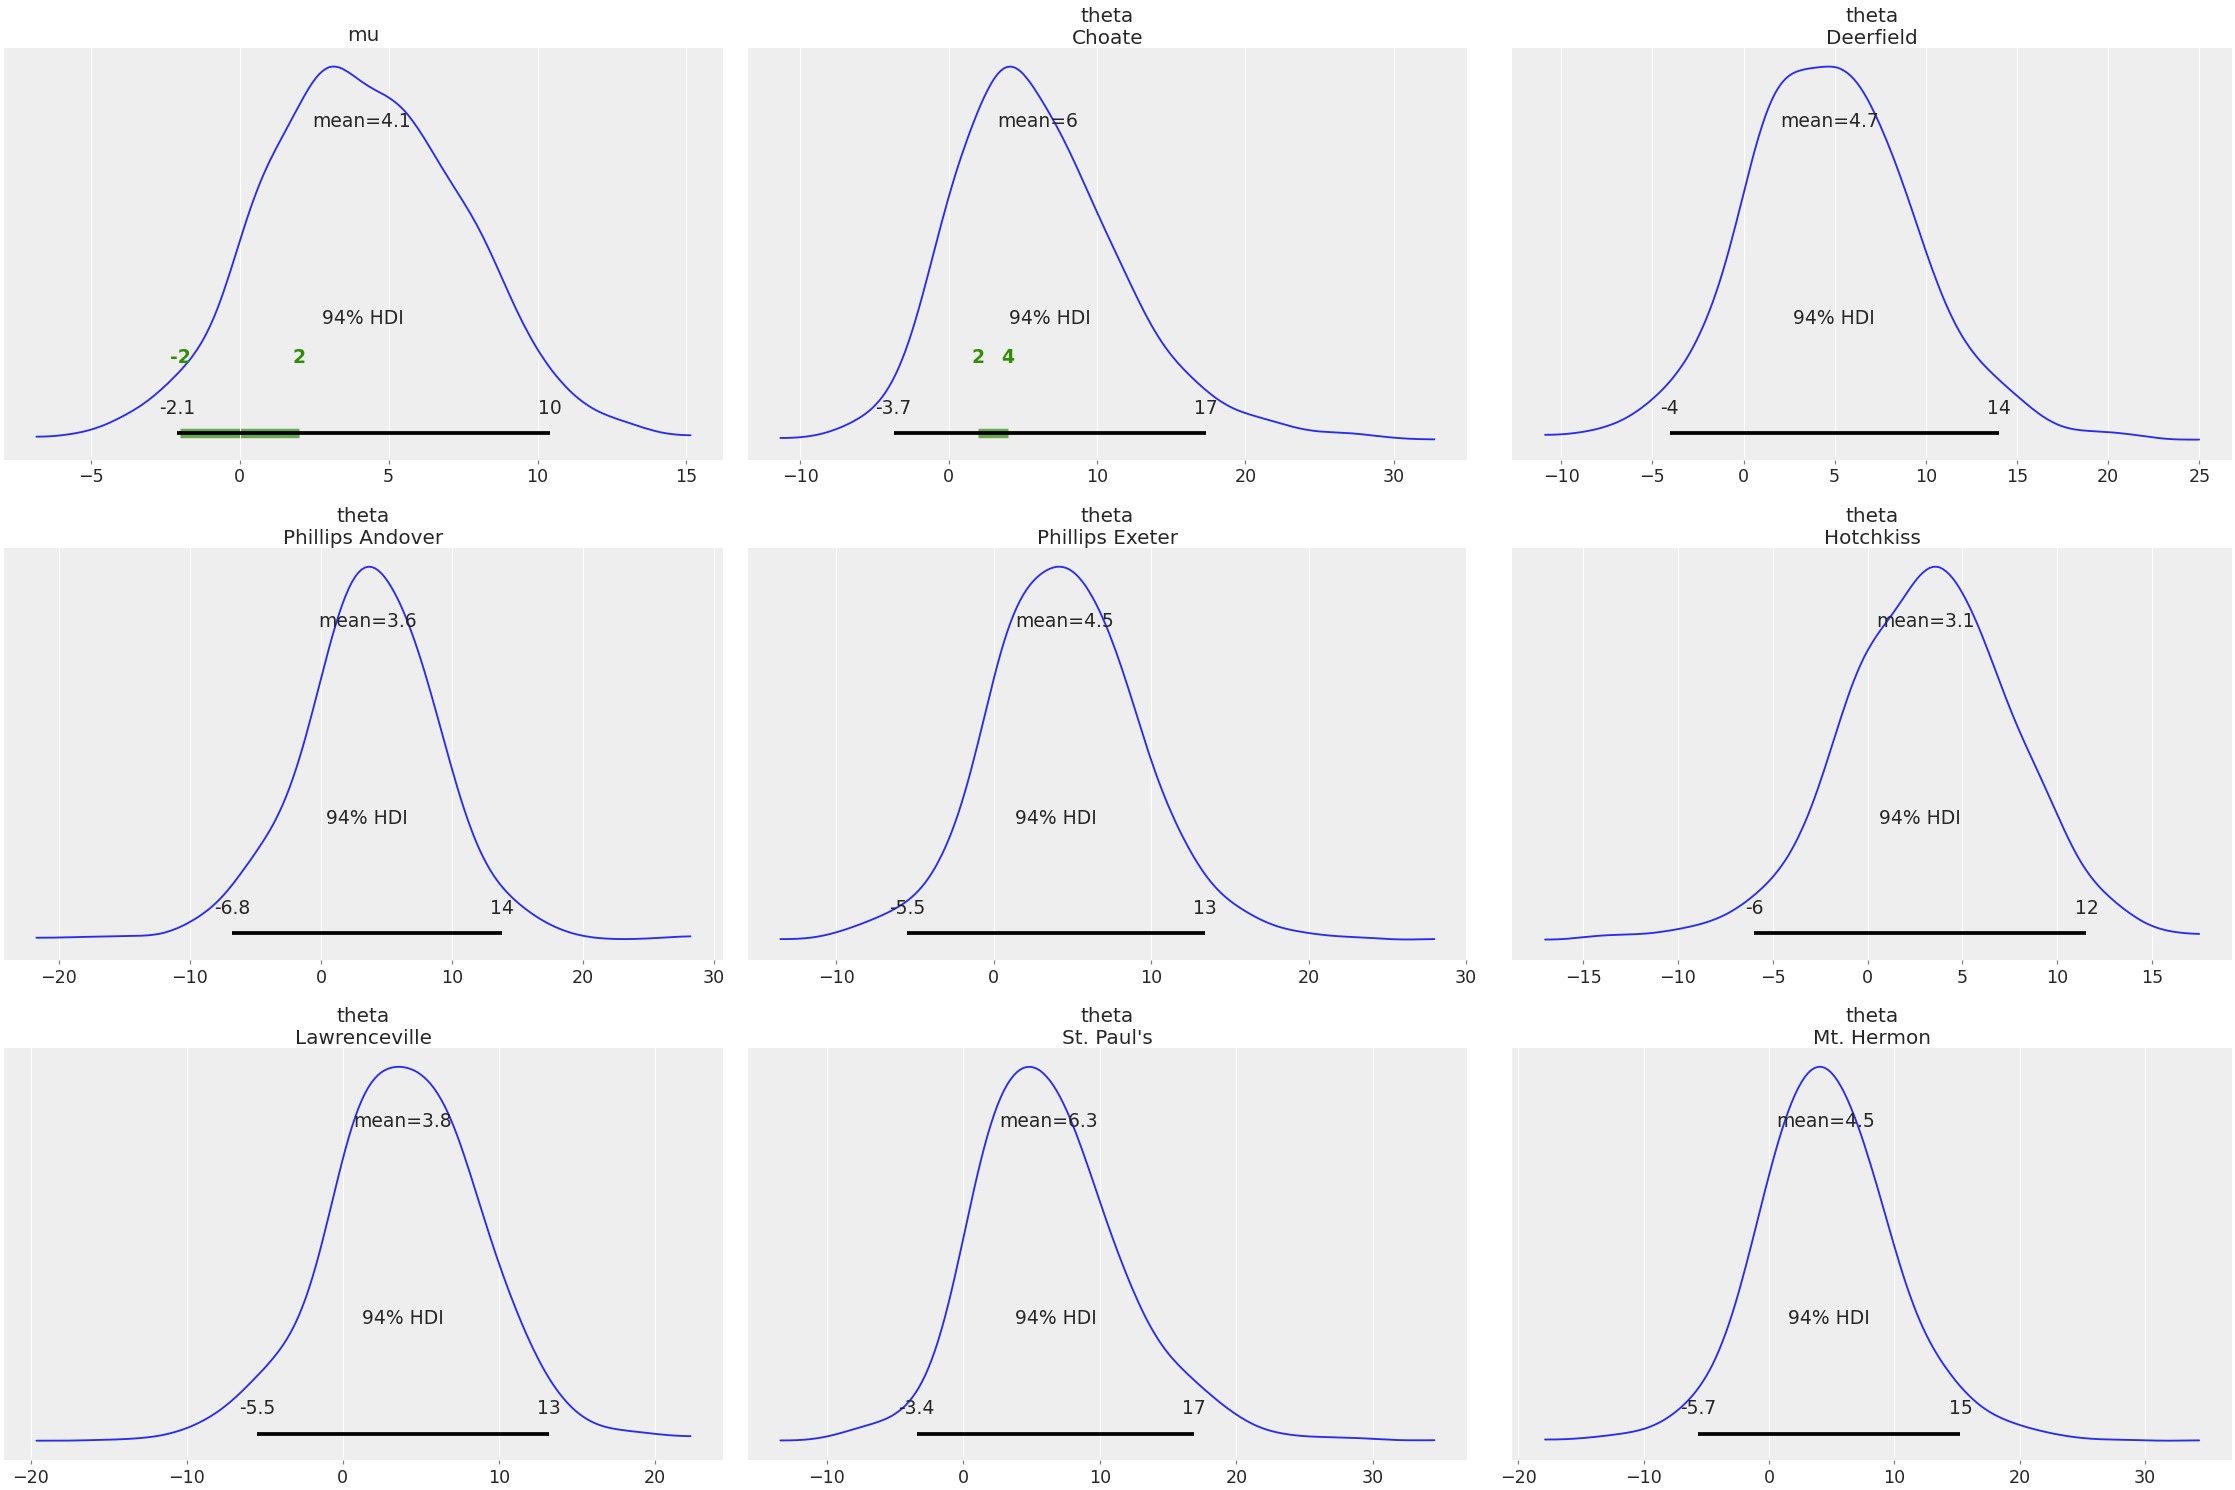 mu
mean=4.1
94% HDI
-2 2
-2.1 10
−5 0 5 10 15
theta
Choate
mean=6
94% HDI
2 4
-3.7 17
−10 0 10 20 30
theta
Deerfield
mean=4.7
94% HDI
-4 14
−10 −5 0 5 10 15 20 25
theta
Phillips Andover
mean=3.6
94% HDI
-6.8 14
−20 −10 0 10 20 30
theta
Phillips Exeter
mean=4.5
94% HDI
-5.5 13
−10 0 10 20 30
theta
Hotchkiss
mean=3.1
94% HDI
-6 12
−15 −10 −5 0 5 10 15
theta
Lawrenceville
mean=3.8
94% HDI
-5.5 13
−20 −10 0 10 20
theta
St. Paul's
mean=6.3
94% HDI
-3.4 17
−10 0 10 20 30
theta
Mt. Hermon
mean=4.5
94% HDI
-5.7 15
−20 −10 0 10 20 30